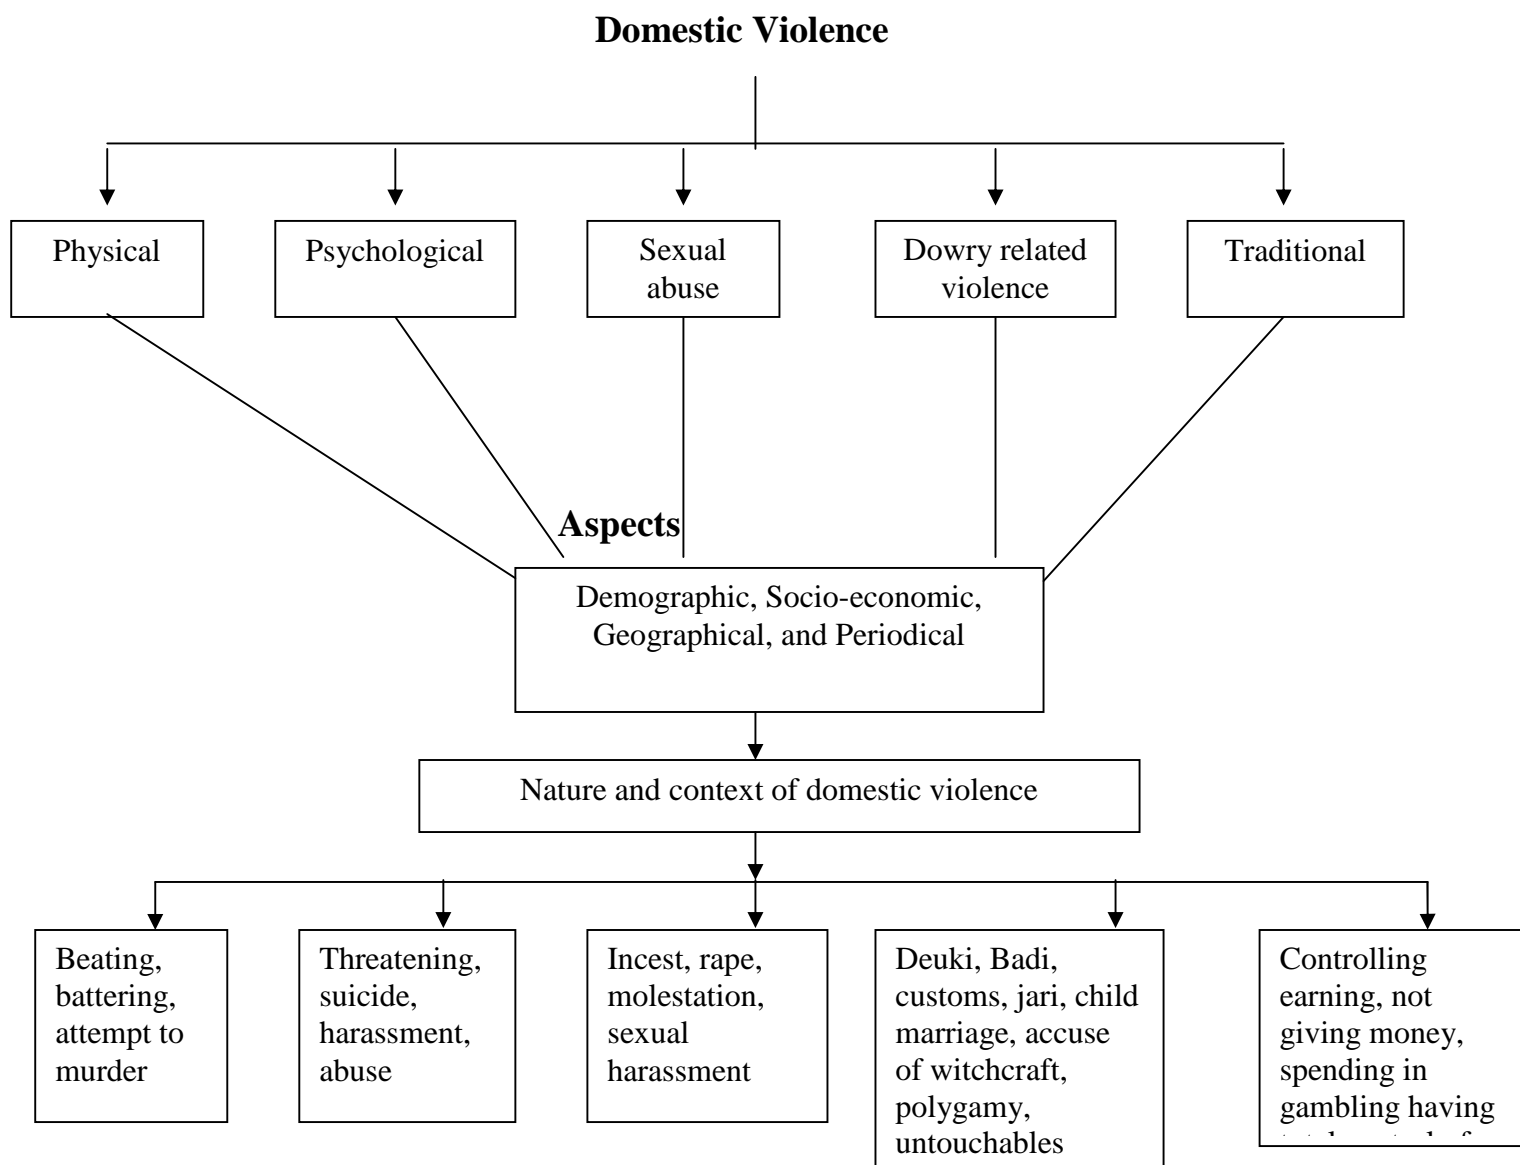 Domestic Violence
Physical
Psychological
Sexual
abuse
Dowry related
violence
Traditional
Aspects
Demographic, Socio-economic,
Geographical, and Periodical
Nature and context of domestic violence
Beating,
battering,
attempt to
murder
Threatening,
suicide,
harassment,
abuse
Incest, rape,
molestation,
sexual
harassment
Deuki, Badi,
customs, jari, child
marriage, accuse
of witchcraft,
polygamy,
untouchables
Controlling
earning, not
giving money,
spending in
gambling having